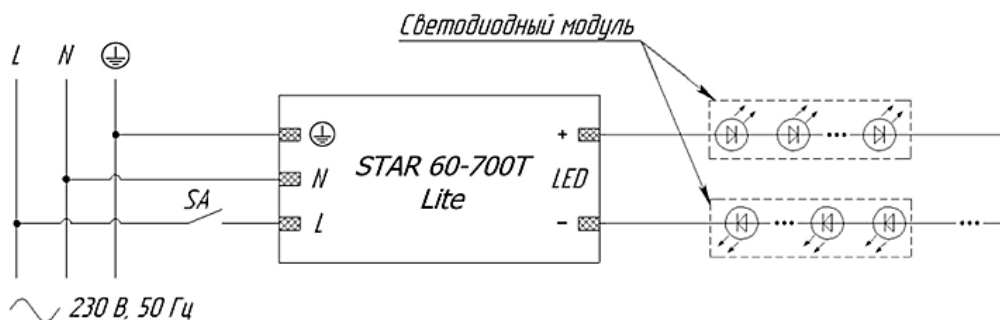 Светодиодный модуль
L N
STAR 60-700T
Lite
+
N
LED
SA
L
−
230 В, 50 Гц